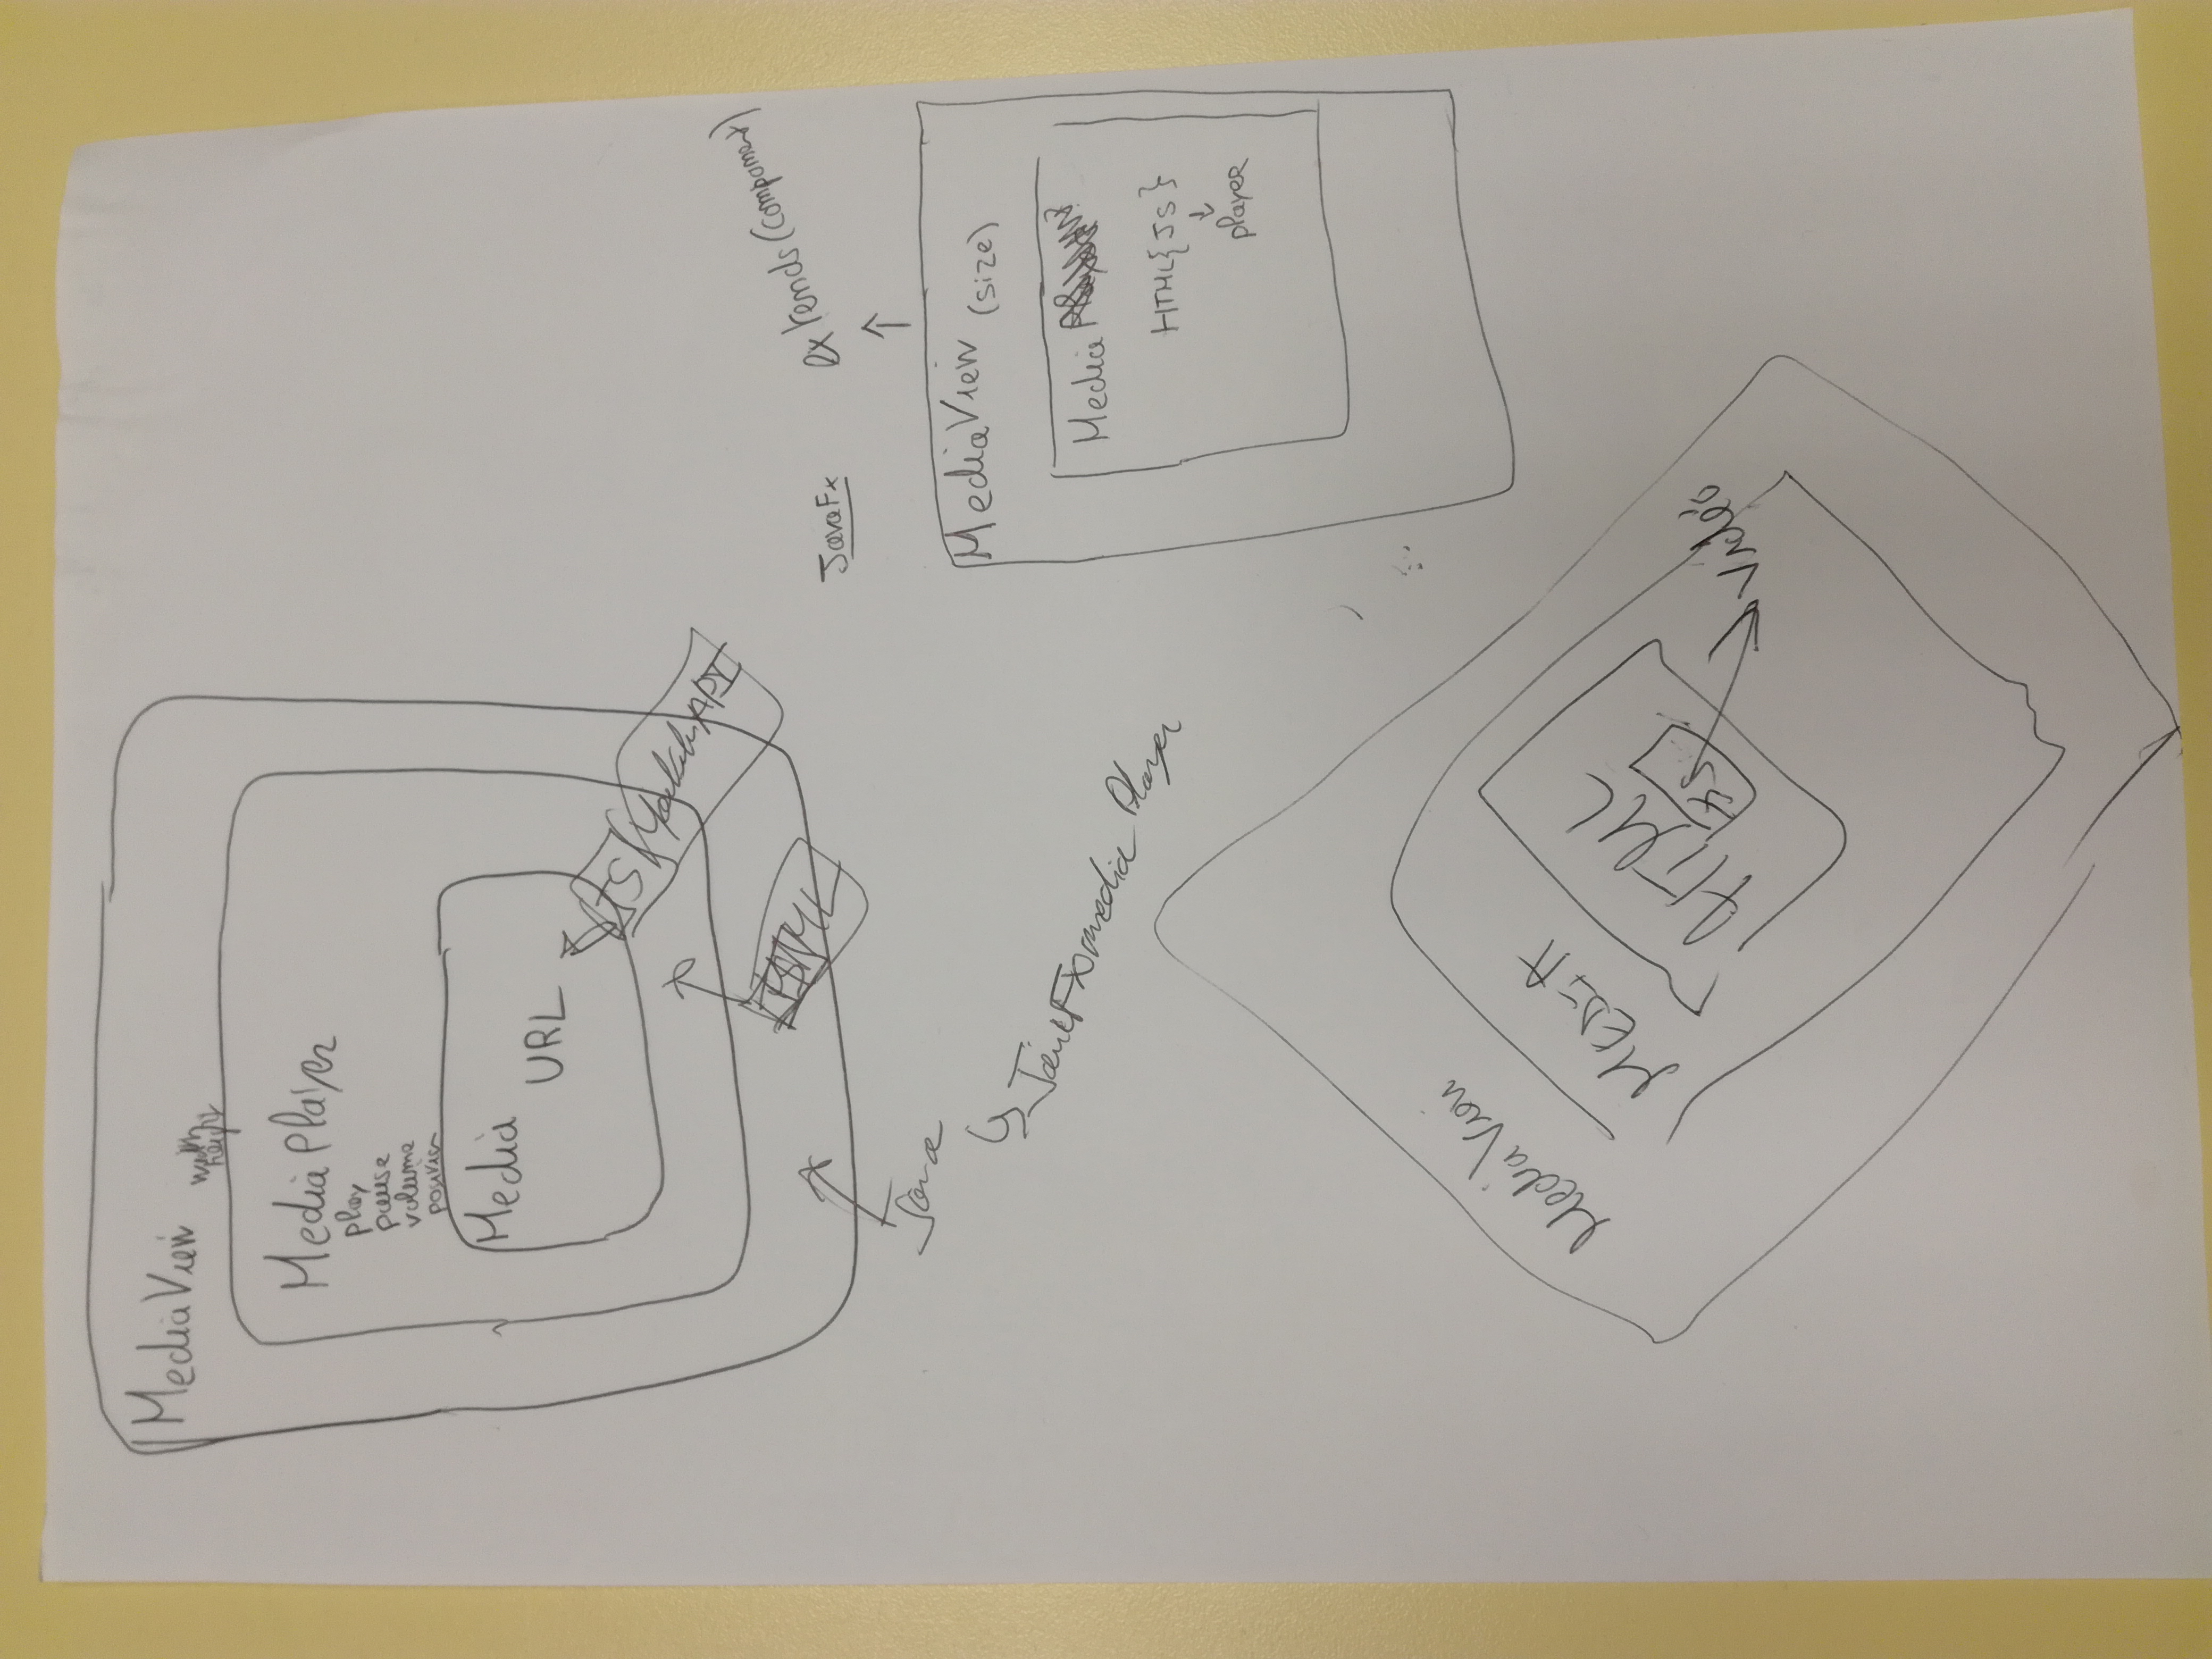 MediaView
width
height
MediaPlayer
play
pause
volume
position
Media
URL
JS/Youtube API
HTML
Java
JavaFx media Player
JavaFx
extends (component)
MediaView (size)
Media
HTML{JS}
player
MediaView
MEDIA
HTML
JS
vidéo